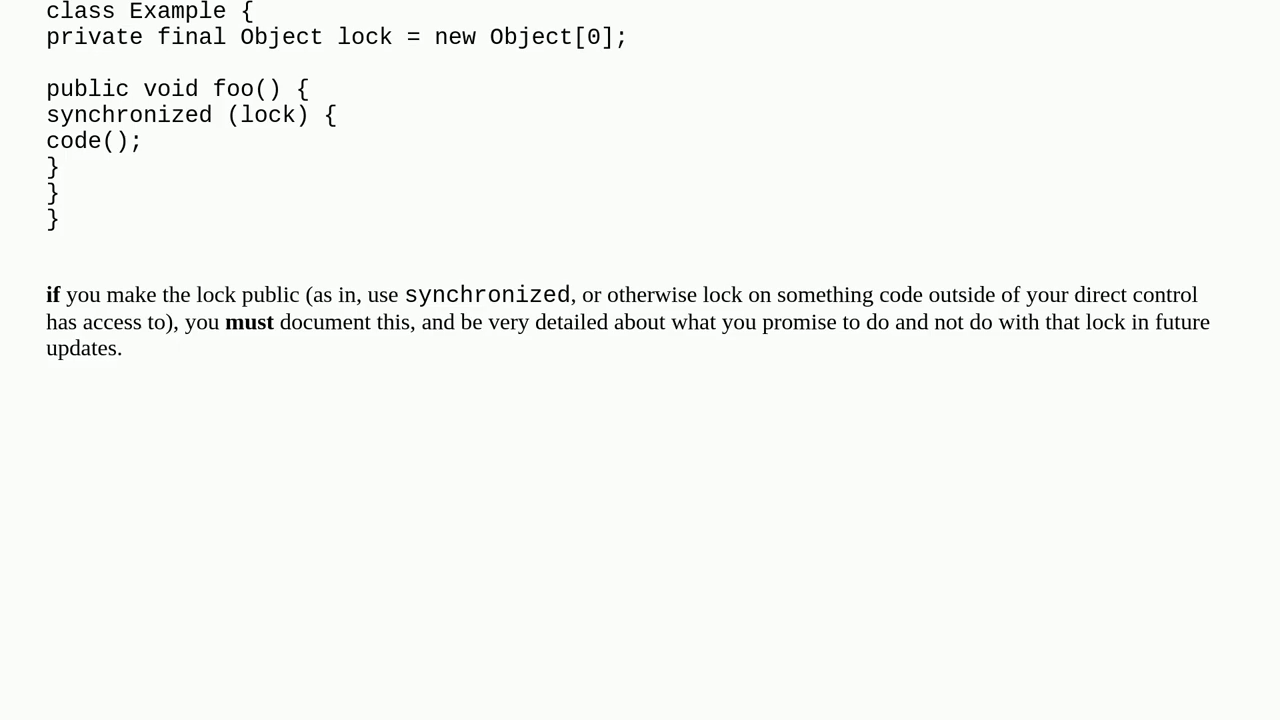 class Example {
private final Object lock = new Object[0];
public void foo() {
synchronized (lock) {
code();
}
}
}
if you make the lock public (as in, use synchronized, or otherwise lock on something code outside of your direct control
has access to), you must document this, and be very detailed about what you promise to do and not do with that lock in future
updates.